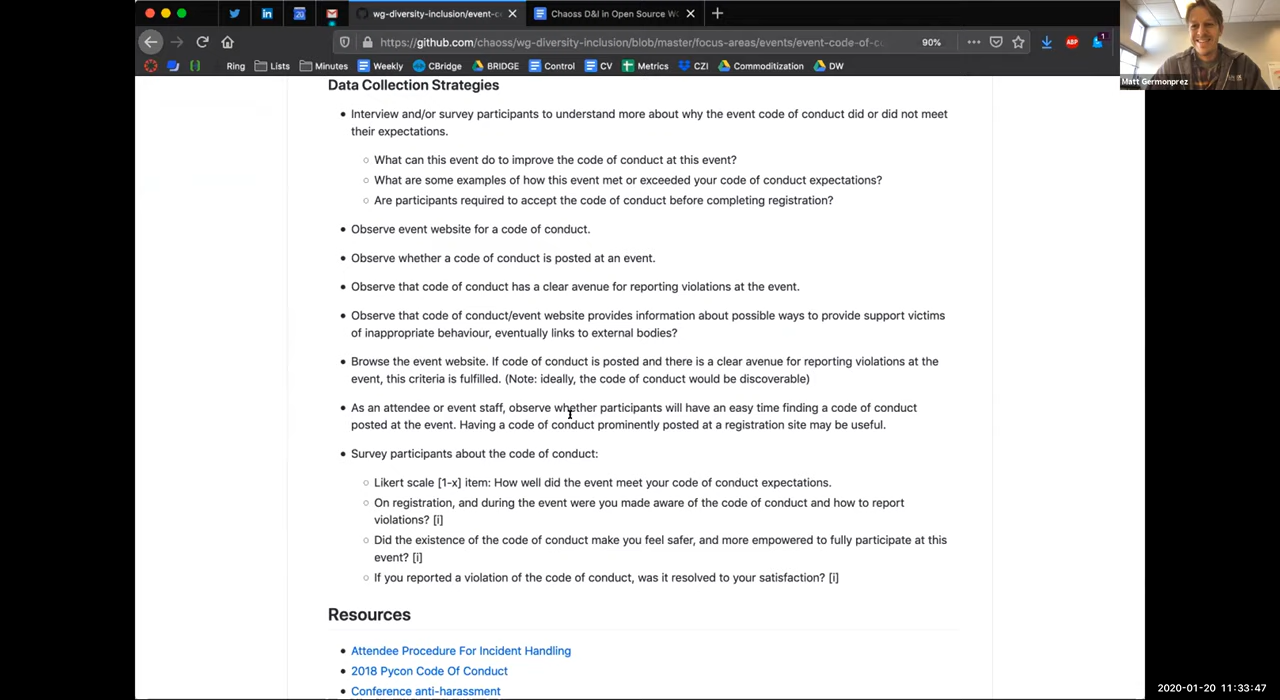 wg-diversity-inclusion/event-c
Chaoss D&I in Open Source W
https://github.com/chaoss/wg-diversity-inclusion/blob/master/focus-areas/events/event-code-of-c
90%
ABP
1
Ring
Lists
Minutes
Weekly
CBridge
BRIDGE
Control
CV
Metrics
CZI
Commoditization
DW
Matt Germonprez
Data Collection Strategies
Interview and/or survey participants to understand more about why the event code of conduct did or did not meet
their expectations.
What can this event do to improve the code of conduct at this event?
What are some examples of how this event met or exceeded your code of conduct expectations?
Are participants required to accept the code of conduct before completing registration?
Observe event website for a code of conduct.
Observe whether a code of conduct is posted at an event.
Observe that code of conduct has a clear avenue for reporting violations at the event.
Observe that code of conduct/event website provides information about possible ways to provide support victims
of inappropriate behaviour, eventually links to external bodies?
Browse the event website. If code of conduct is posted and there is a clear avenue for reporting violations at the
event, this criteria is fulfilled. (Note: ideally, the code of conduct would be discoverable)
As an attendee or event staff, observe whether participants will have an easy time finding a code of conduct
posted at the event. Having a code of conduct prominently posted at a registration site may be useful.
Survey participants about the code of conduct:
Likert scale [1-x] item: How well did the event meet your code of conduct expectations.
On registration, and during the event were you made aware of the code of conduct and how to report
violations? [i]
Did the existence of the code of conduct make you feel safer, and more empowered to fully participate at this
event? [i]
If you reported a violation of the code of conduct, was it resolved to your satisfaction? [i]
Resources
Attendee Procedure For Incident Handling
2018 Pycon Code Of Conduct
Conference anti-harassment
2020-01-20 11:33:47